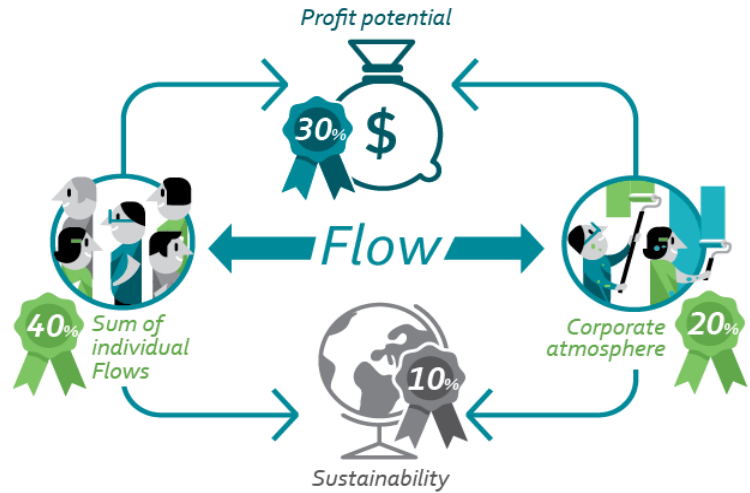 Profit potential
30%
$
Flow
40%
Sum of
individual
Flows
Corporate
atmosphere
20%
10%
Sustainability